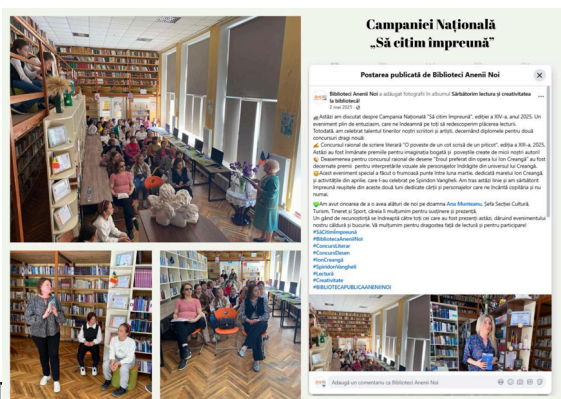 Campaniei Națională
„Să citim împreună”
Postarea publicată de Biblioteci Anenii Noi
Biblioteci Anenii Noi a adăugat fotografii în albumul Sărbătorim lectura și creativitatea
la bibliotecă!
2 mai 2025
Astăzi am discutat despre Campania Națională "Să citim împreună", ediția a XIV-a, anul 2025. Un
eveniment plin de entuziasm, care ne îndeamnă pe toți să redescoperim plăcerea lecturii.
Totodată, am celebrat talentul tinerilor noștri scriitori și artiști, decernând diplomele pentru două
concursuri dragi nouă:
Concursul raional de scriere literară "O poveste de un cot scrisă de un prticot", ediția a XIII-a, 2025.
Astăzi au fost înmânate premiile pentru imaginația bogată și poveștile create de micii noștri autori!
Deasemenea pentru concursul raional de desene "Eroul preferat din opera lui Ion Creangă" au fost
decernate premii pentru interpretările vizuale ale personajelor îndrăgite din universul lui Creangă.
Acest eveniment special a făcut o frumoasă punte între luna martie, dedicată marelui Ion Creangă,
și activitățile din aprilie, care l-au celebrat pe Spiridon Vangheli. Am tras astăzi linie și am sărbătorit
împreună reușitele din aceste două luni dedicate cărții și personajelor care ne încântă copilăria și nu
numai.
Am avut onoarea de a o avea alături de noi pe doamna Ana Munteanu, Șefa Secției Cultură,
Turism, Tineret și Sport, căreia îi mulțumim pentru susținere și prezență.
Un gând de recunoștință se îndreaptă către toți cei care au fost prezenți astăzi, dăruind evenimentului
nostru căldură și bucurie. Vă mulțumim pentru dragostea față de lectură și pentru participare!
#SăCitimÎmpreună
#BibliotecaAneniiNoi
#ConcursLiterar
#ConcursDesen
#IonCreangă
#SpiridonVangheli
#Lectură
#Creativitate
#BIBLIOTECAPUBLICAANENIINOI
Adaugă un comentariu ca Biblioteci Anenii Noi